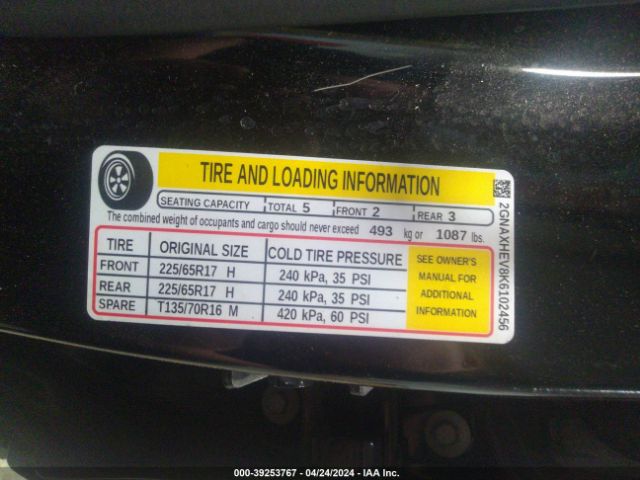 TIRE AND LOADING INFORMATION
SEATING CAPACITY TOTAL 5 FRONT 2 REAR 3
The combined weight of occupants and cargo should never exceed 493 kg or 1087 lbs.
TIRE ORIGINAL SIZE COLD TIRE PRESSURE
FRONT 225/65R17 H 240 kPa, 35 PSI
REAR 225/65R17 H 240 kPa, 35 PSI
SPARE T135/70R16 M 420 kPa, 60 PSI
SEE OWNER'S
MANUAL FOR
ADDITIONAL
INFORMATION
2GNAXHEV8K6102456
000-39253767 - 04/24/2024 - IAA Inc.